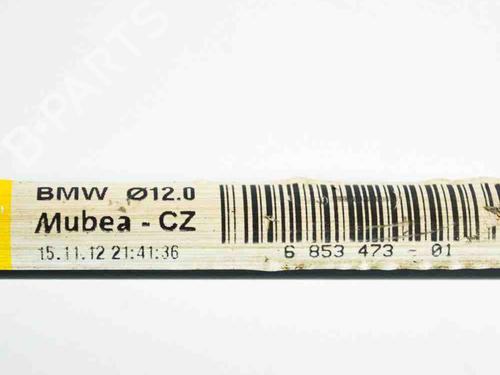 B-PARTS
BMW Ø12.0
Mubea - CZ
15.11.12 21:41:36
6 853 473 - 01